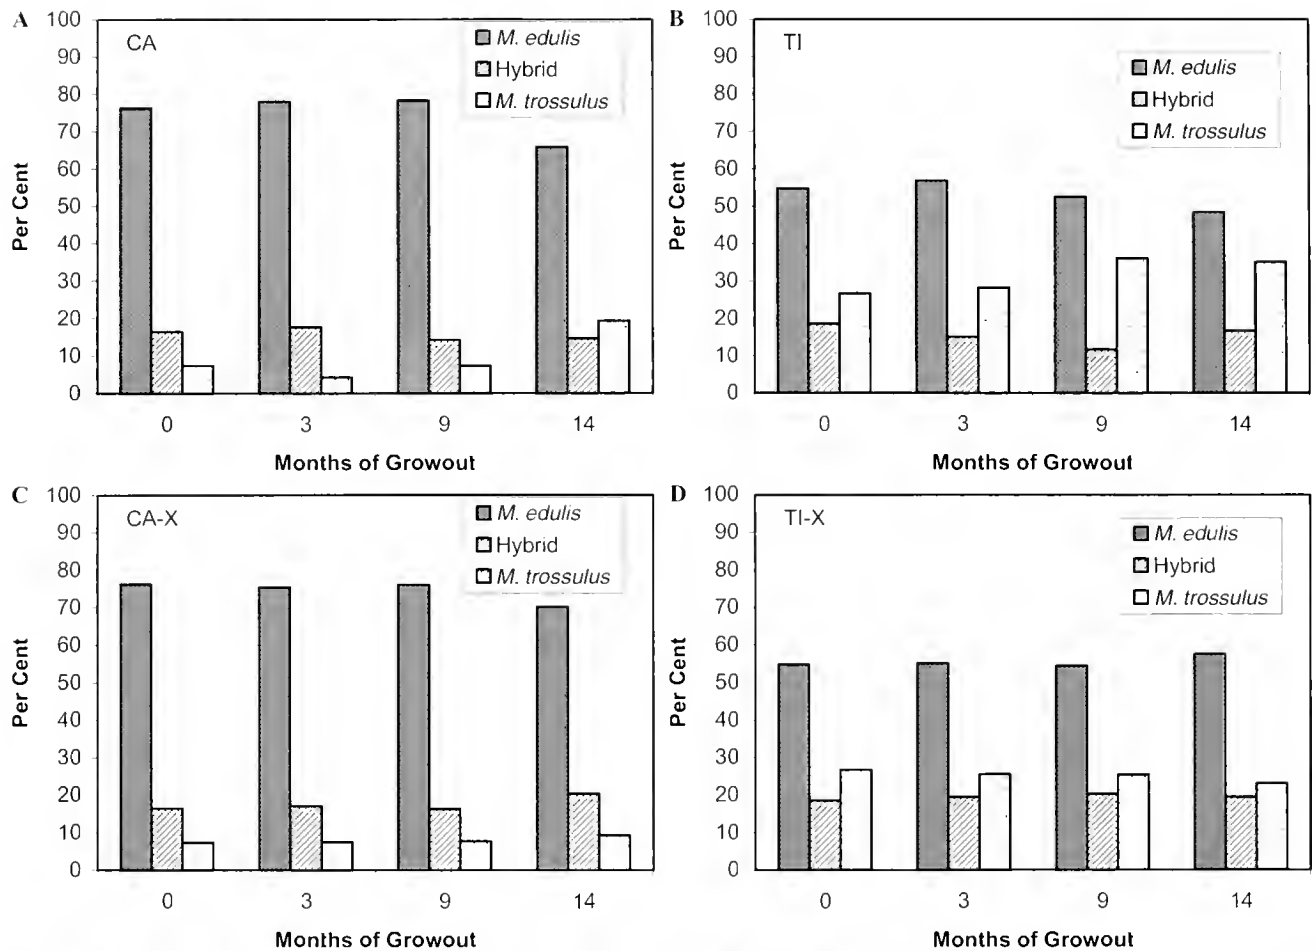 A
CA
M. edulis
Hybrid
M. trossulus
Per Cent
100
90
80
70
60
50
40
30
20
10
0
0 3 9 14
Months of Growout
B
TI
M. edulis
Hybrid
M. trossulus
Per Cent
100
90
80
70
60
50
40
30
20
10
0
0 3 9 14
Months of Growout
C
CA-X
M. edulis
Hybrid
M. trossulus
Per Cent
100
90
80
70
60
50
40
30
20
10
0
0 3 9 14
Months of Growout
D
TI-X
M. edulis
Hybrid
M. trossulus
Per Cent
100
90
80
70
60
50
40
30
20
10
0
0 3 9 14
Months of Growout